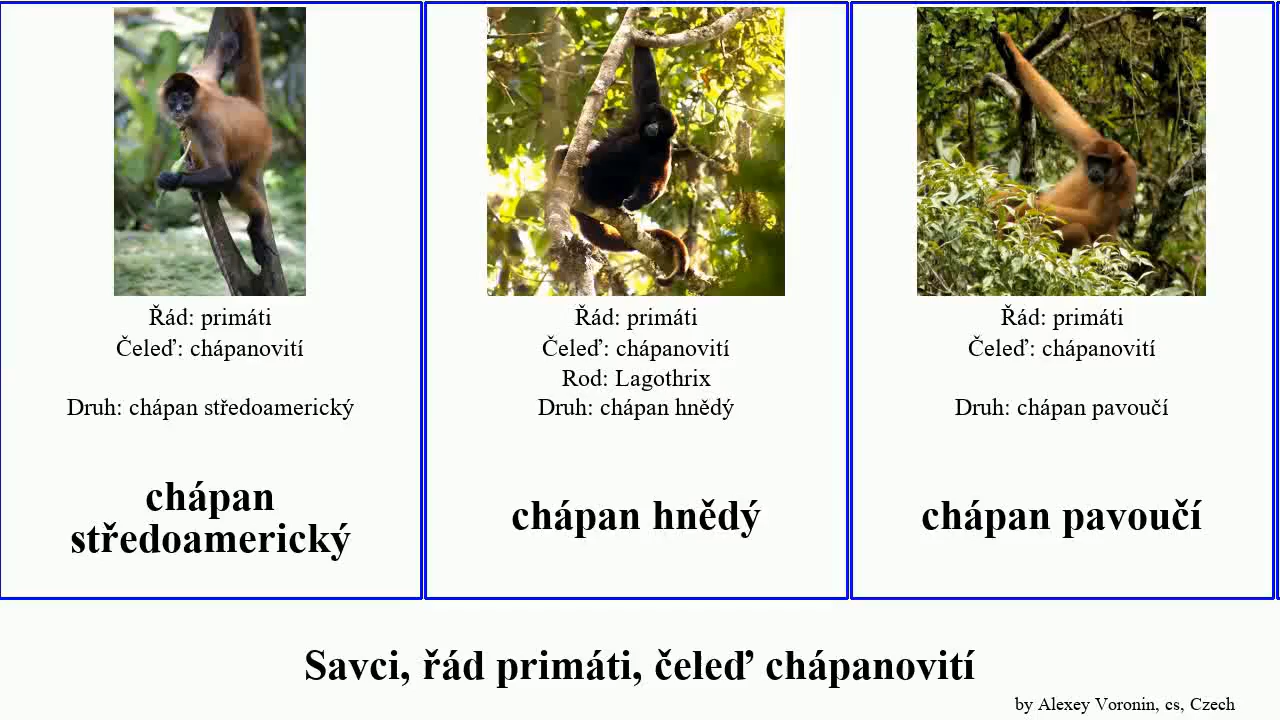 Řád: primáti
Čeleď: chápanovití
Druh: chápan středoamerický
chápan
středoamerický
Řád: primáti
Čeleď: chápanovití
Rod: Lagothrix
Druh: chápan hnědý
chápan hnědý
Řád: primáti
Čeleď: chápanovití
Druh: chápan pavoučí
chápan pavoučí
Savci, řád primáti, čeleď chápanovití
by Alexey Voronin, cs, Czech